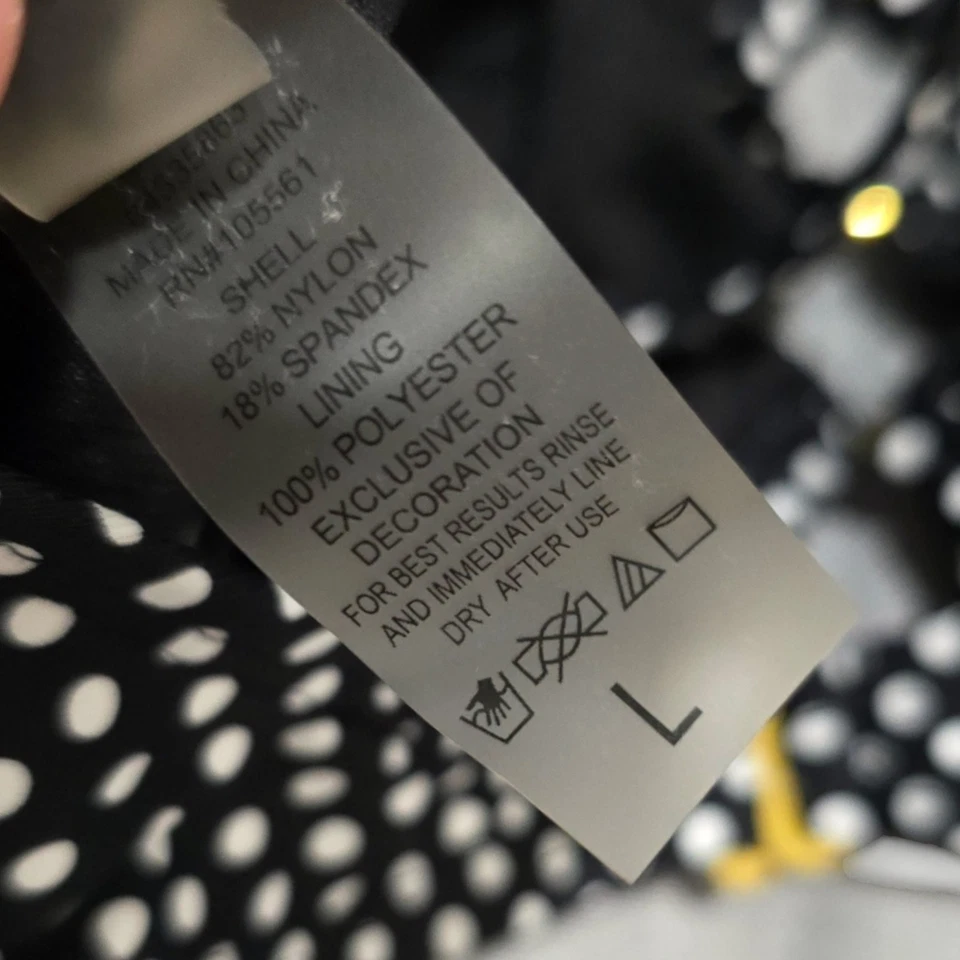 MADE IN CHINA
RN#105561
SHELL
82% NYLON
18% SPANDEX
LINING
100% POLYESTER
EXCLUSIVE OF
DECORATION
FOR BEST RESULTS RINSE
AND IMMEDIATELY LINE
DRY AFTER USE
L